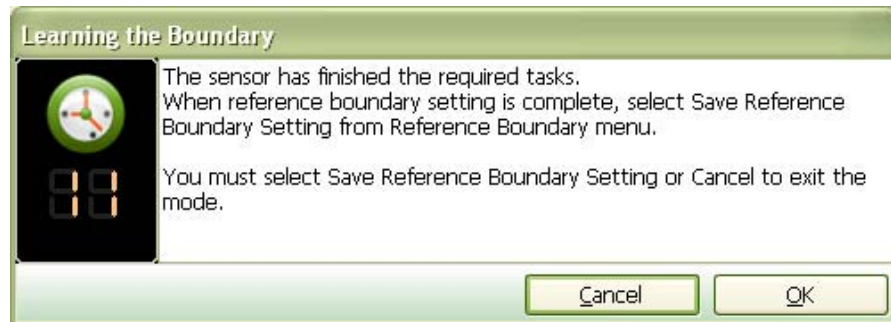 Learning the Boundary
The sensor has finished the required tasks.
When reference boundary setting is complete, select Save Reference
Boundary Setting from Reference Boundary menu.
You must select Save Reference Boundary Setting or Cancel to exit the
mode.
11
Cancel
OK